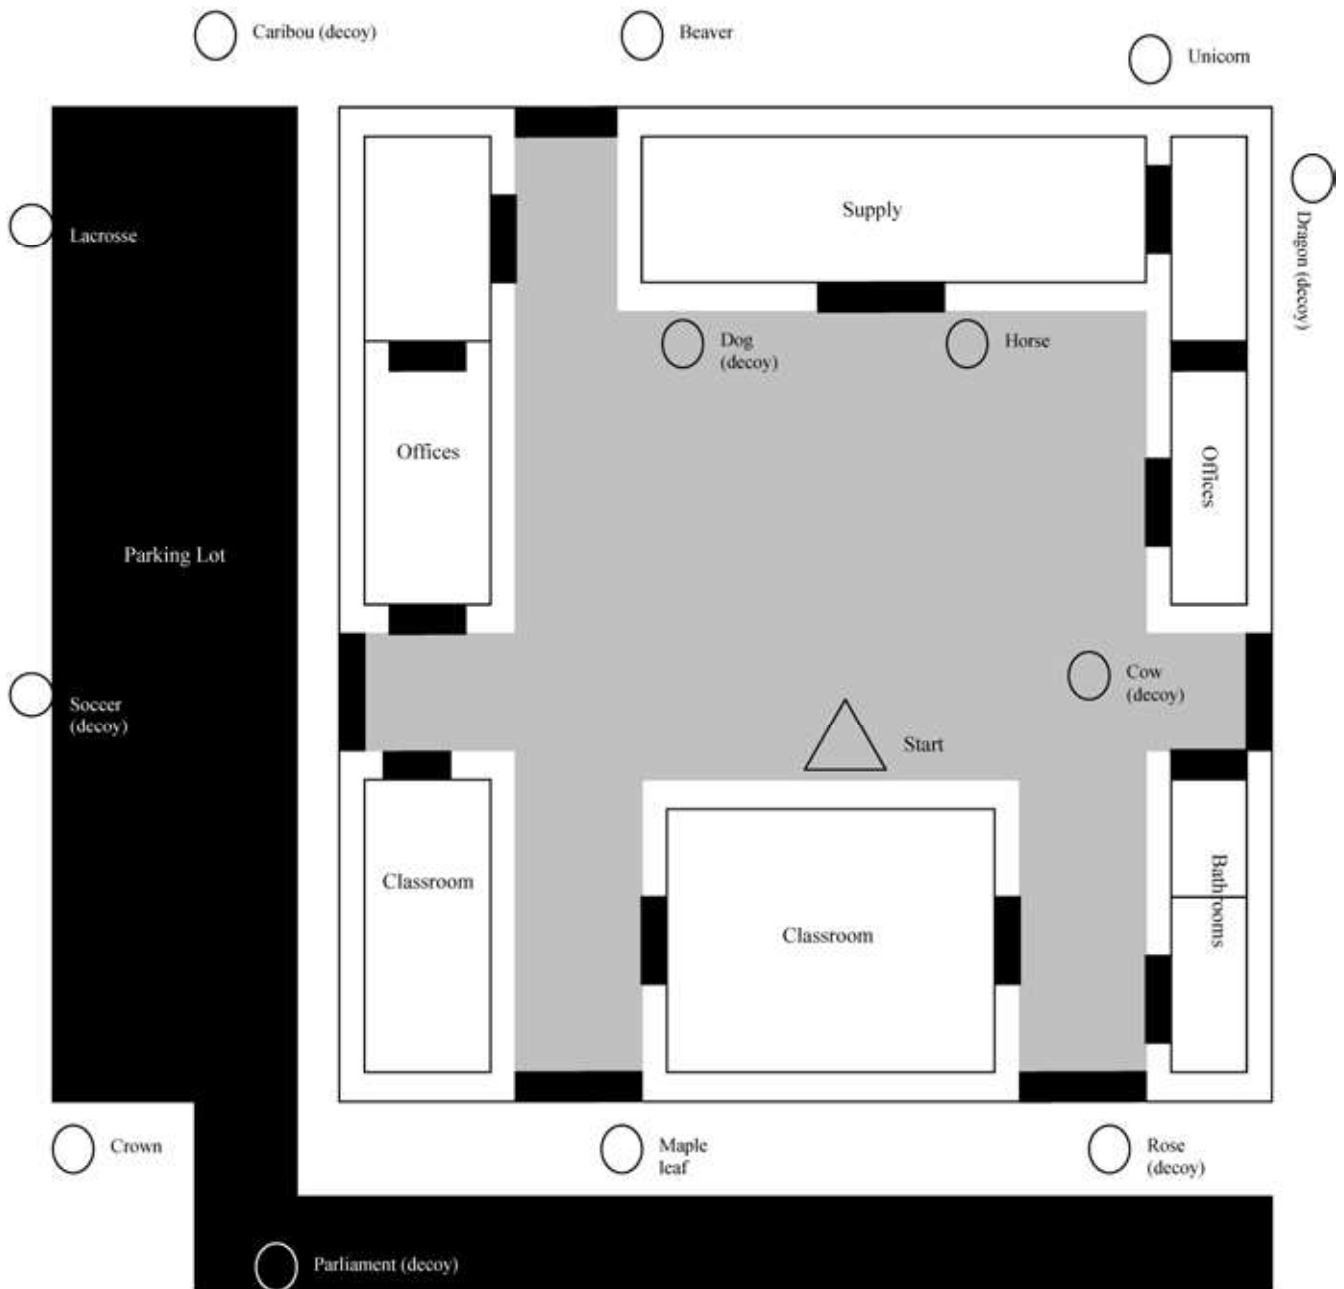 Caribou (decoy)
Beaver
Unicorn
Lacrosse
Supply
Dragon (decoy)
Dog
(decoy)
Horse
Offices
Offices
Parking Lot
Soccer
(decoy)
Cow
(decoy)
Start
Classroom
Classroom
Bathrooms
Crown
Maple
leaf
Rose
(decoy)
Parliament (decoy)